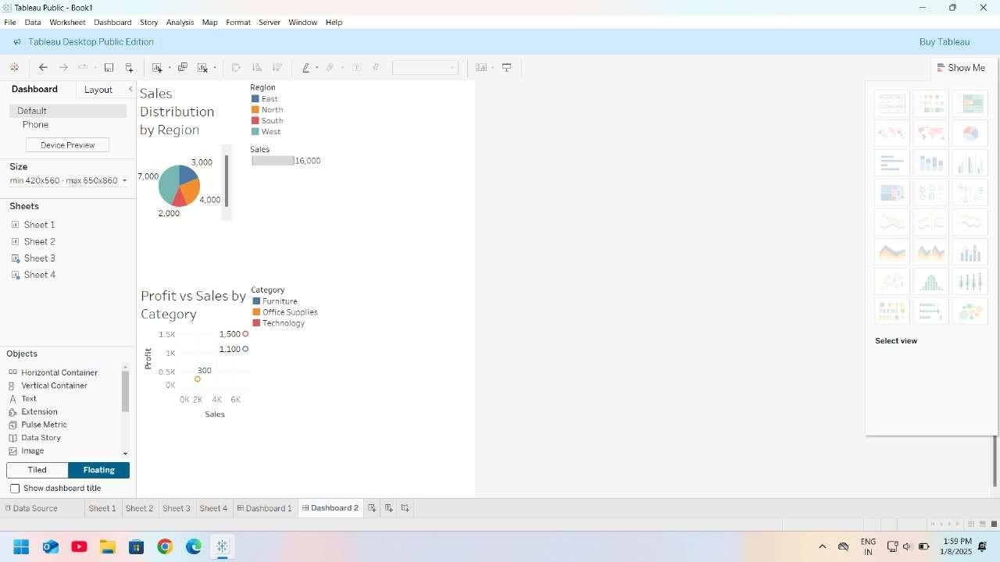 Tableau Public - Book1
File Data Worksheet Dashboard Story Analysis Map Format Server Window Help
Tableau Desktop Public Edition
Buy Tableau
Show Me
Dashboard
Layout
Default
Phone
Device Preview
Size
min 420x560 - max 650x860
Sheets
Sheet 1
Sheet 2
Sheet 3
Sheet 4
Objects
Horizontal Container
Vertical Container
Text
Extension
Pulse Metric
Data Story
Image
Tiled
Floating
Show dashboard title
Sales
Distribution
by Region
3,000
7,000
4,000
2,000
Region
East
North
South
West
Sales
16,000
Profit vs Sales by
Category
1.5K
1K
0.5K
0K
Profit
1,500
1,100
300
0K 2K 4K 6K
Sales
Category
Furniture
Office Supplies
Technology
Select view
Data Source Sheet 1 Sheet 2 Sheet 3 Sheet 4 Dashboard 1 Dashboard 2
ENG
IN
1:59 PM
1/8/2025